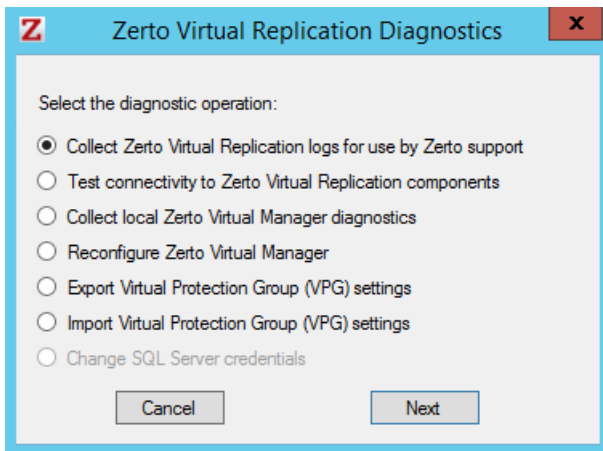 Z Zerto Virtual Replication Diagnostics x
Select the diagnostic operation:
Collect Zerto Virtual Replication logs for use by Zerto support
Test connectivity to Zerto Virtual Replication components
Collect local Zerto Virtual Manager diagnostics
Reconfigure Zerto Virtual Manager
Export Virtual Protection Group (VPG) settings
Import Virtual Protection Group (VPG) settings
Change SQL Server credentials
Cancel Next